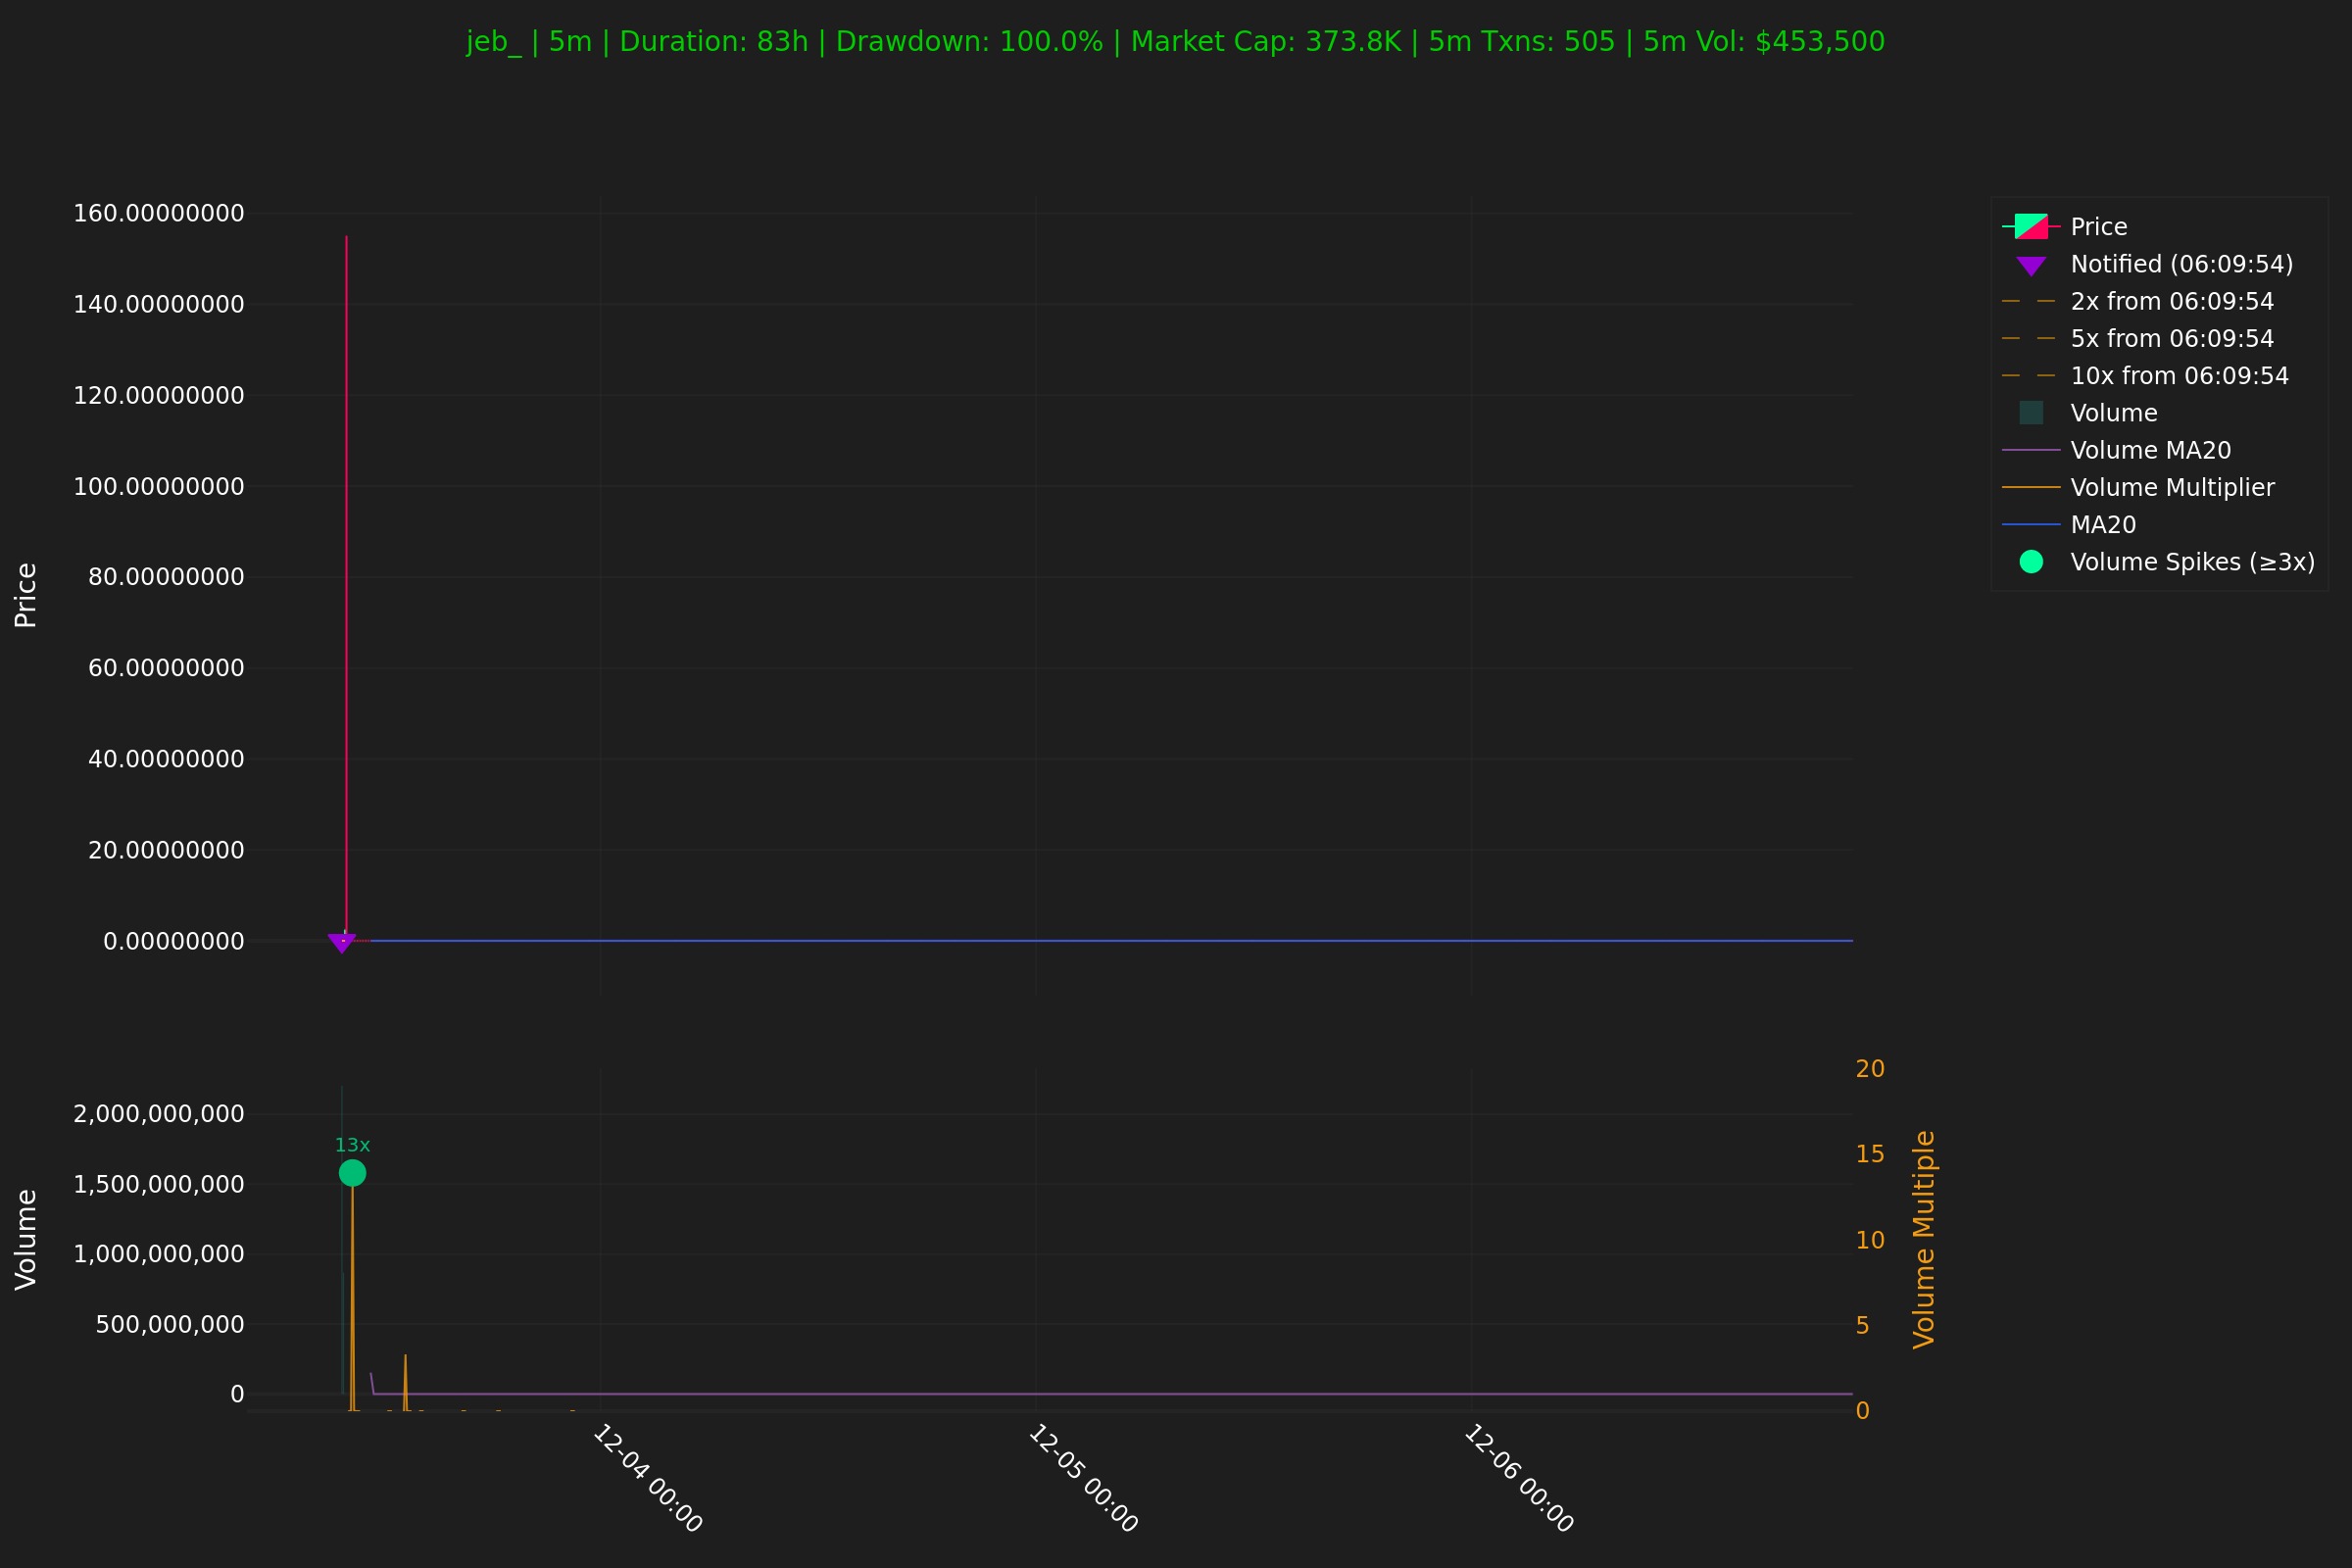 jeb_ | 5m | Duration: 83h | Drawdown: 100.0% | Market Cap: 373.8K | 5m Txns: 505 | 5m Vol: $453,500
Price
160.00000000
140.00000000
120.00000000
100.00000000
80.00000000
60.00000000
40.00000000
20.00000000
0.00000000
Price
Notified (06:09:54)
2x from 06:09:54
5x from 06:09:54
10x from 06:09:54
Volume
Volume MA20
Volume Multiplier
MA20
Volume Spikes (≥3x)
Volume
2,000,000,000
1,500,000,000
1,000,000,000
500,000,000
0
13x
20
15
10
5
0
Volume Multiple
12-04 00:00
12-05 00:00
12-06 00:00